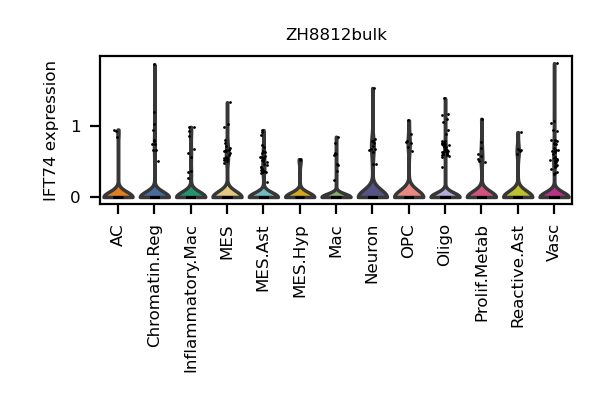 ZH8812bulk
IFT74 expression
1
0
AC
Chromatin.Reg
Inflammatory.Mac
MES
MES.Ast
MES.Hyp
Mac
Neuron
OPC
Oligo
Prolif.Metab
Reactive.Ast
Vasc